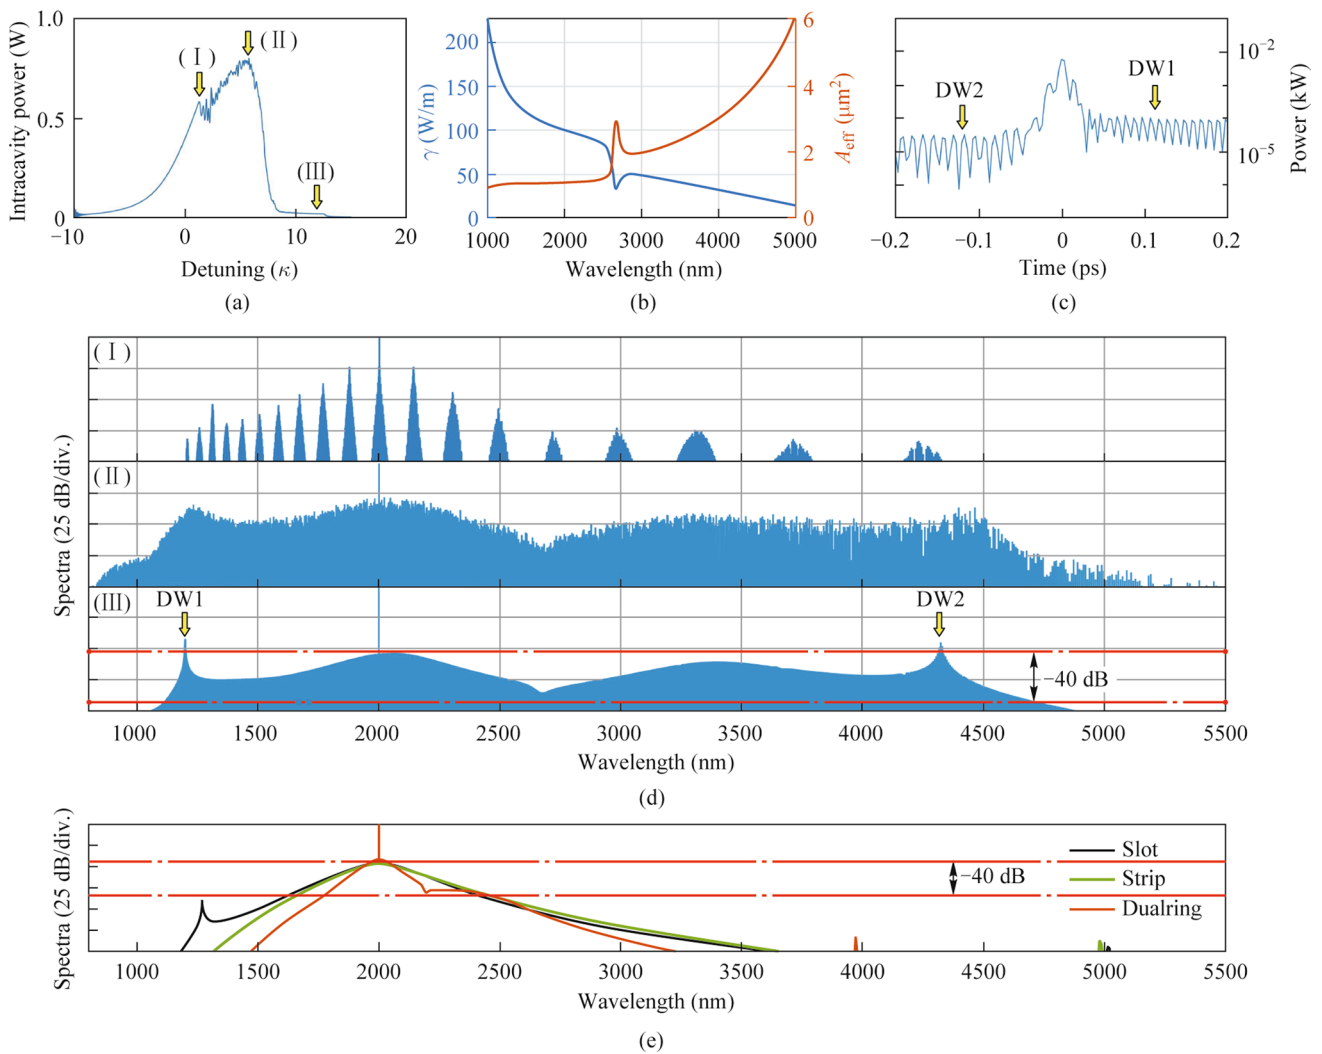 1.0
0.5
0
Intracavity power (W)
(Ⅰ)
(Ⅱ)
(Ⅲ)
−10
0
10
20
Detuning (κ)
(a)
200
150
100
50
0
γ (W/m)
6
4
2
0
Aeff (μm²)
1000 2000 3000 4000 5000
Wavelength (nm)
(b)
DW2
DW1
10⁻²
10⁻⁵
Power (kW)
−0.2 −0.1 0 0.1 0.2
Time (ps)
(c)
Spectra (25 dB/div.)
(Ⅰ)
(Ⅱ)
(Ⅲ)
DW1
DW2
−40 dB
1000 1500 2000 2500 3000 3500 4000 4500 5000 5500
Wavelength (nm)
(d)
Spectra (25 dB/div.)
−40 dB
Slot
Strip
Dualring
1000 1500 2000 2500 3000 3500 4000 4500 5000 5500
Wavelength (nm)
(e)